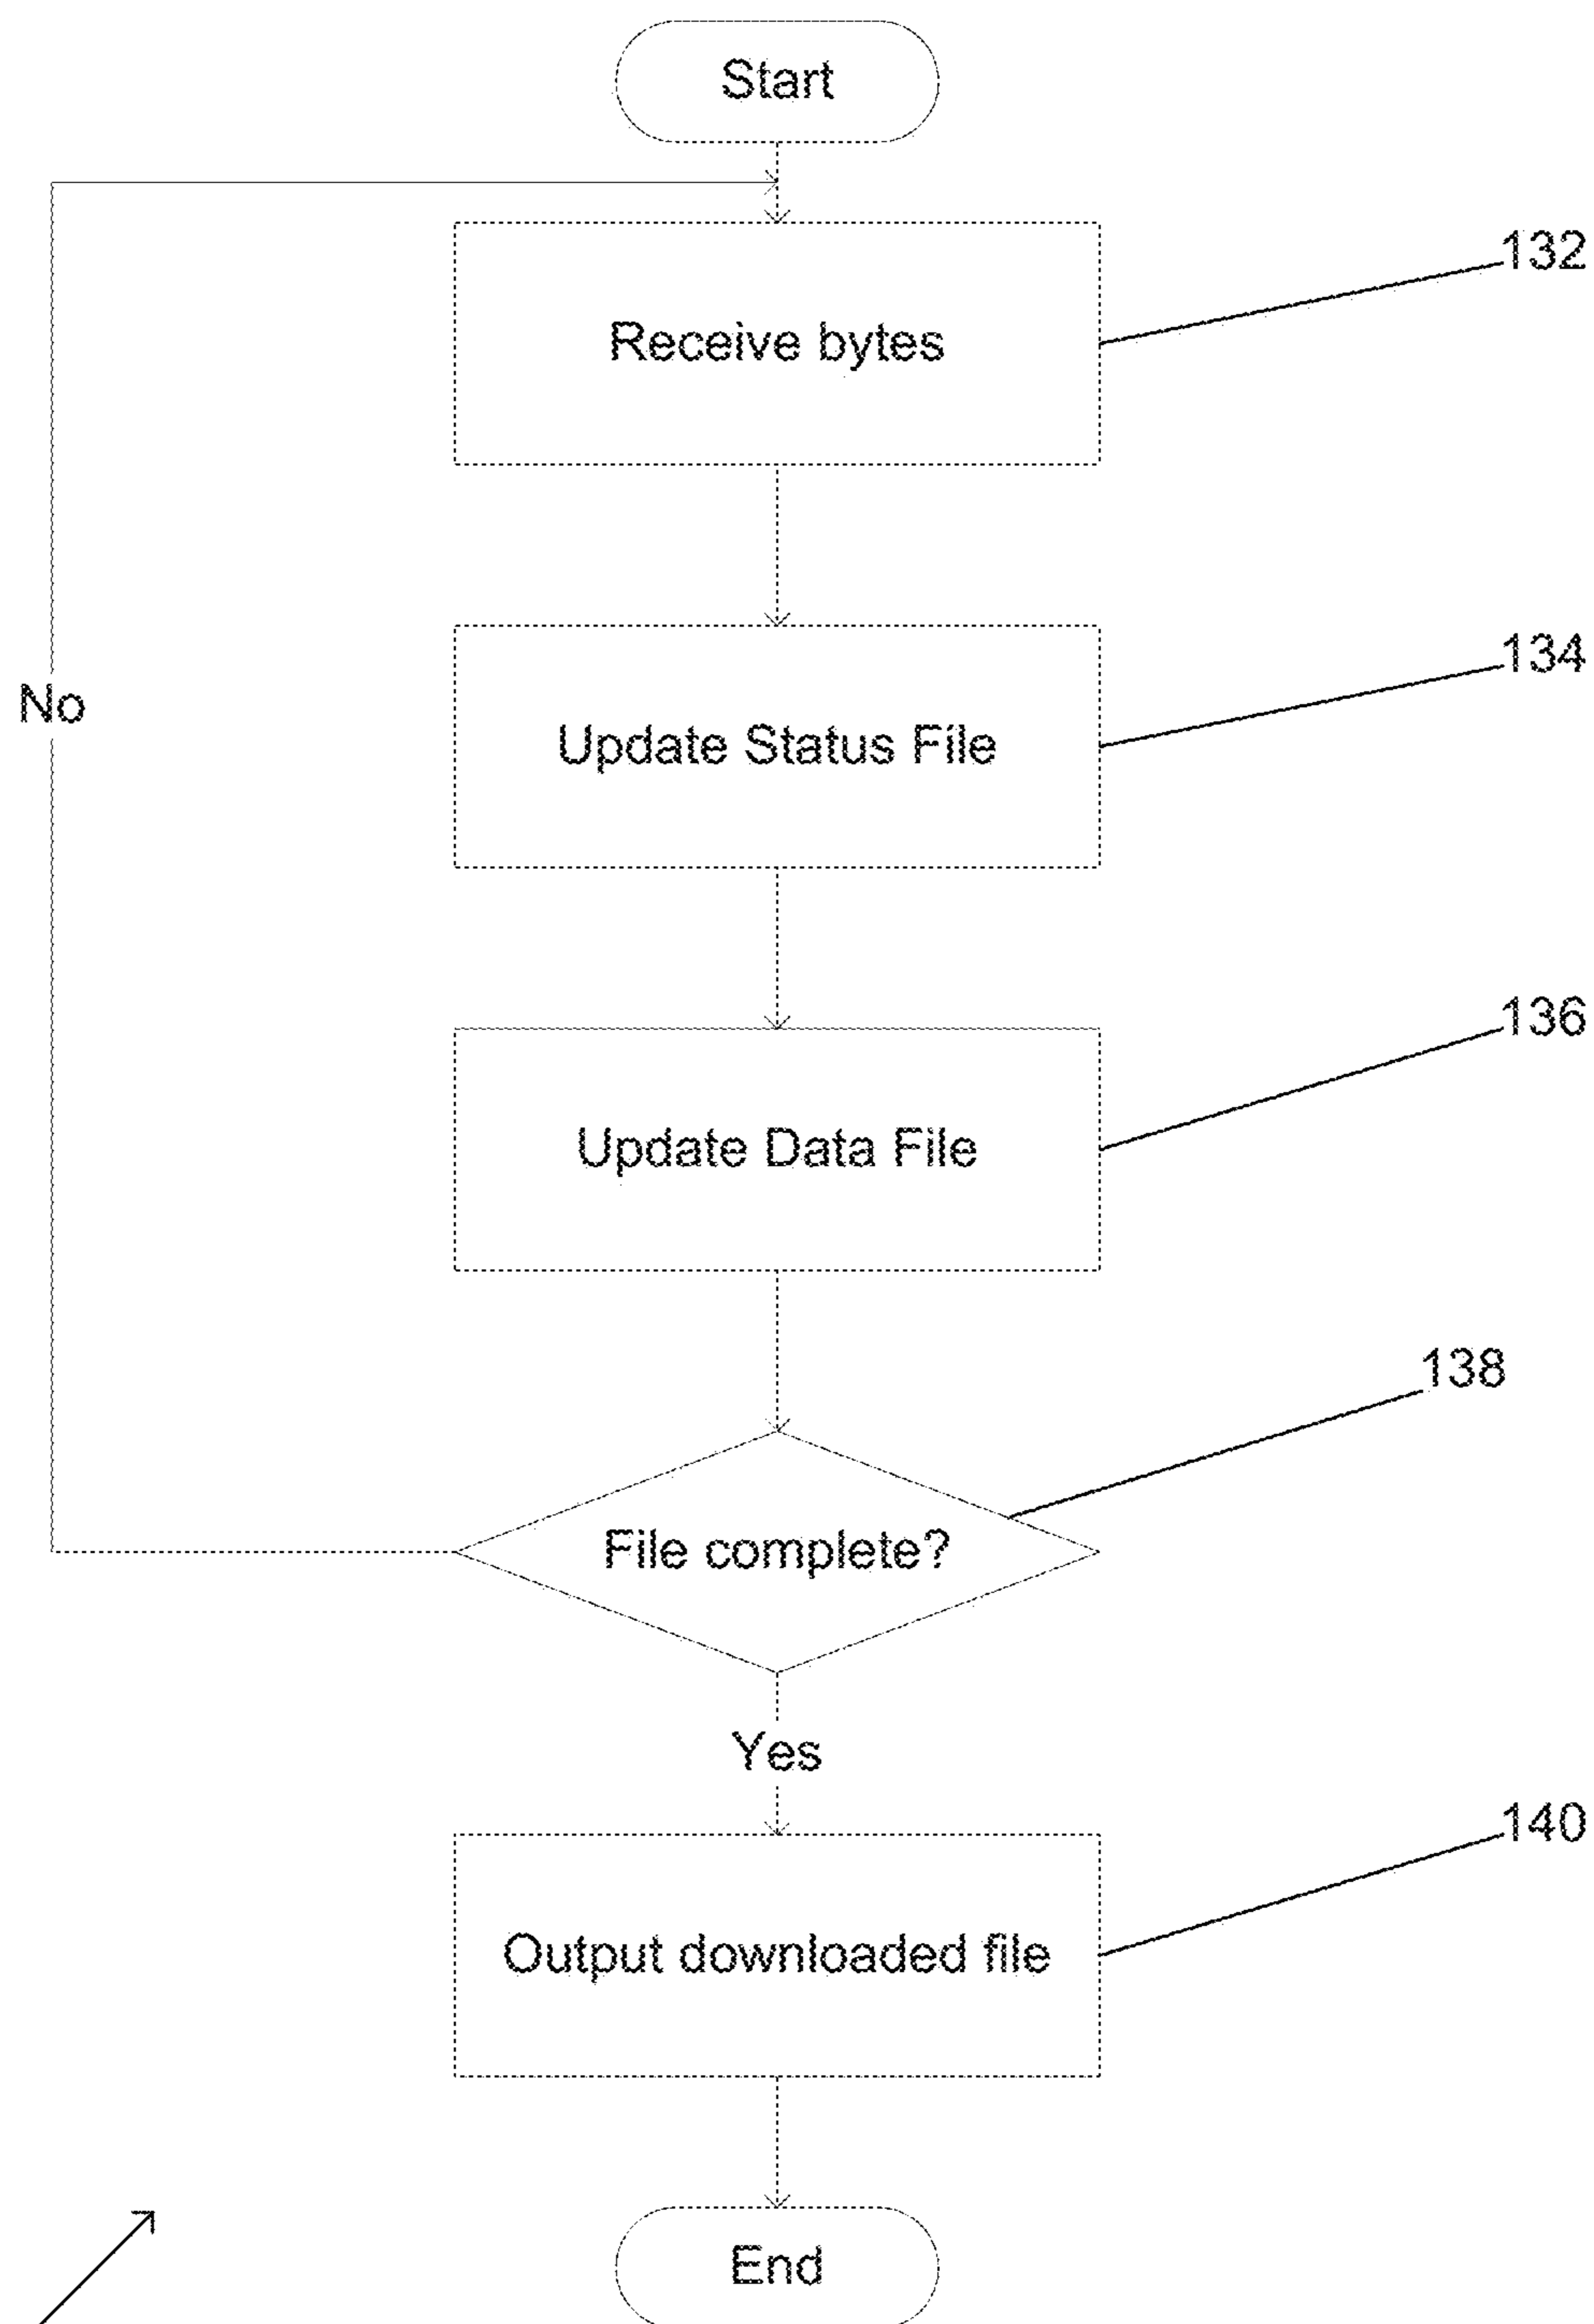 Start
132
Receive bytes
134
No
Update Status File
136
Update Data File
138
File complete?
Yes
140
Output downloaded file
End